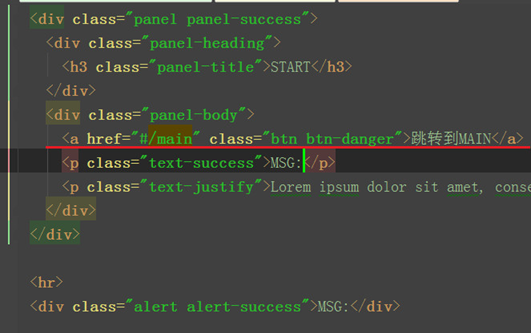 <div class="panel panel-success">
<div class="panel-heading">
<h3 class="panel-title">START</h3>
</div>
<div class="panel-body">
<a href="#/main" class="btn btn-danger">跳转到MAIN</a>
<p class="text-success">MSG:</p>
<p class="text-justify">Lorem ipsum dolor sit amet, conse
</div>
</div>
<hr>
<div class="alert alert-success">MSG:</div>